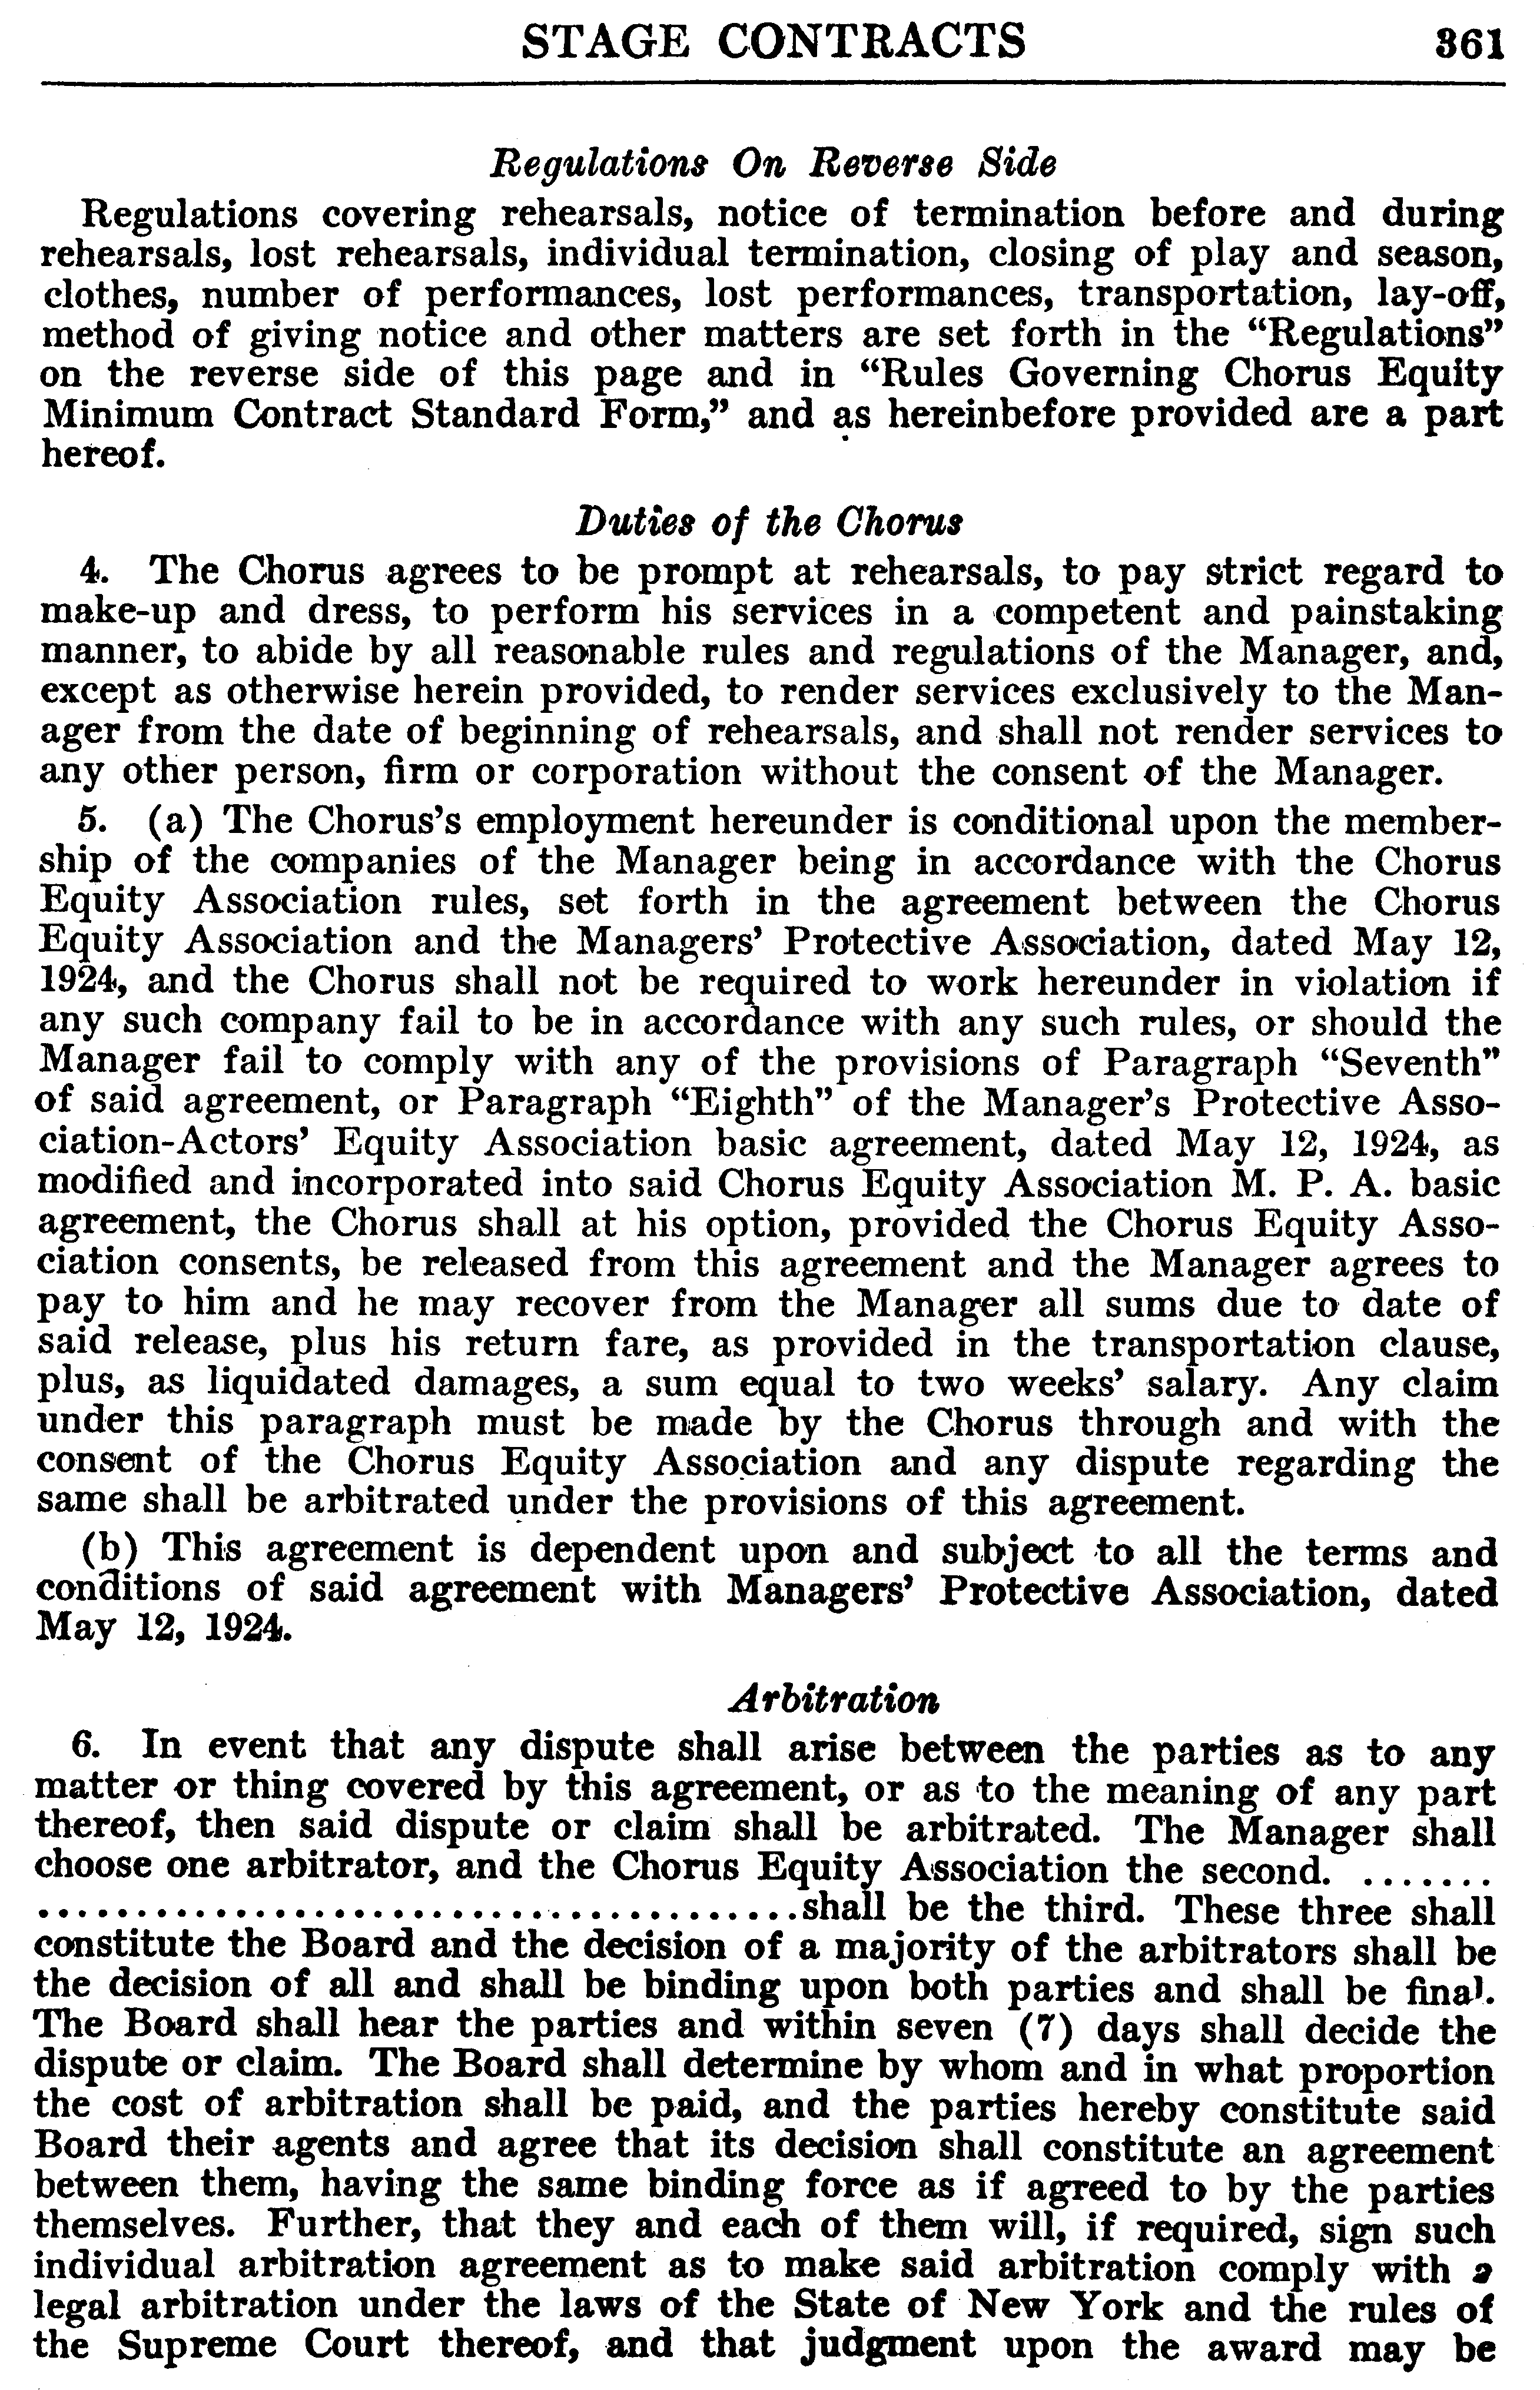 STAGE CONTRACTS 361
Regulations On Reverse Side
Regulations covering rehearsals, notice of termination before and during
rehearsals, lost rehearsals, individual termination, closing of play and season,
clothes, number of performances, lost performances, transportation, lay-off,
method of giving notice and other matters are set forth in the “Regulations”
on the reverse side of this page and in “Rules Governing Chorus Equity
Minimum Contract Standard Form,” and as hereinbefore provided are a part
hereof.
Duties of the Chorus
4. The Chorus agrees to be prompt at rehearsals, to pay strict regard to
make-up and dress, to perform his services in a competent and painstaking
manner, to abide by all reasonable rules and regulations of the Manager, and,
except as otherwise herein provided, to render services exclusively to the Man-
ager from the date of beginning of rehearsals, and shall not render services to
any other person, firm or corporation without the consent of the Manager.
5. (a) The Chorus’s employment hereunder is conditional upon the member-
ship of the companies of the Manager being in accordance with the Chorus
Equity Association rules, set forth in the agreement between the Chorus
Equity Association and the Managers’ Protective Association, dated May 12,
1924, and the Chorus shall not be required to work hereunder in violation if
any such company fail to be in accordance with any such rules, or should the
Manager fail to comply with any of the provisions of Paragraph “Seventh”
of said agreement, or Paragraph “Eighth” of the Manager’s Protective Asso-
ciation-Actors’ Equity Association basic agreement, dated May 12, 1924, as
modified and incorporated into said Chorus Equity Association M. P. A. basic
agreement, the Chorus shall at his option, provided the Chorus Equity Asso-
ciation consents, be released from this agreement and the Manager agrees to
pay to him and he may recover from the Manager all sums due to date of
said release, plus his return fare, as provided in the transportation clause,
plus, as liquidated damages, a sum equal to two weeks’ salary. Any claim
under this paragraph must be made by the Chorus through and with the
consent of the Chorus Equity Association and any dispute regarding the
same shall be arbitrated under the provisions of this agreement.
(b) This agreement is dependent upon and subject to all the terms and
conditions of said agreement with Managers’ Protective Association, dated
May 12, 1924.
Arbitration
6. In event that any dispute shall arise between the parties as to any
matter or thing covered by this agreement, or as to the meaning of any part
thereof, then said dispute or claim shall be arbitrated. The Manager shall
choose one arbitrator, and the Chorus Equity Association the second. .......
.......................................shall be the third. These three shall
constitute the Board and the decision of a majority of the arbitrators shall be
the decision of all and shall be binding upon both parties and shall be final.
The Board shall hear the parties and within seven (7) days shall decide the
dispute or claim. The Board shall determine by whom and in what proportion
the cost of arbitration shall be paid, and the parties hereby constitute said
Board their agents and agree that its decision shall constitute an agreement
between them, having the same binding force as if agreed to by the parties
themselves. Further, that they and each of them will, if required, sign such
individual arbitration agreement as to make said arbitration comply with a
legal arbitration under the laws of the State of New York and the rules of
the Supreme Court thereof, and that judgment upon the award may be